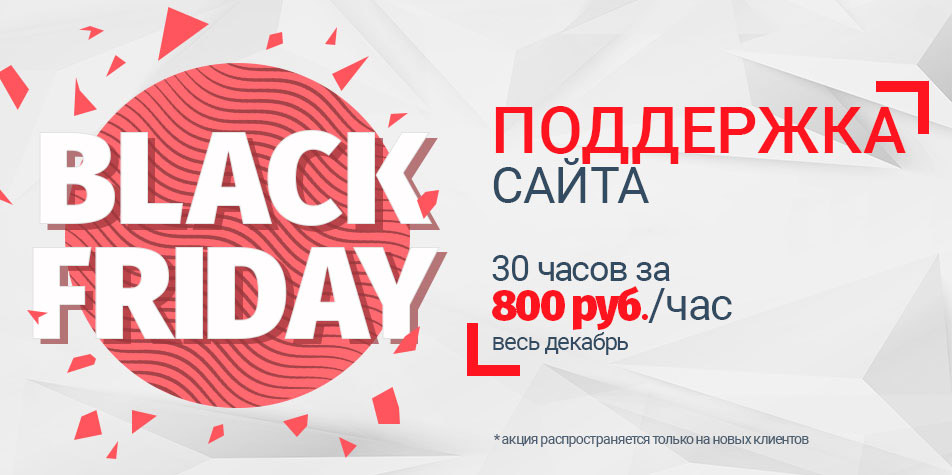 BLACK
FRIDAY
ПОДДЕРЖКА
САЙТА
30 часов за
800 руб./час
весь декабрь
* акция распространяется только на новых клиентов